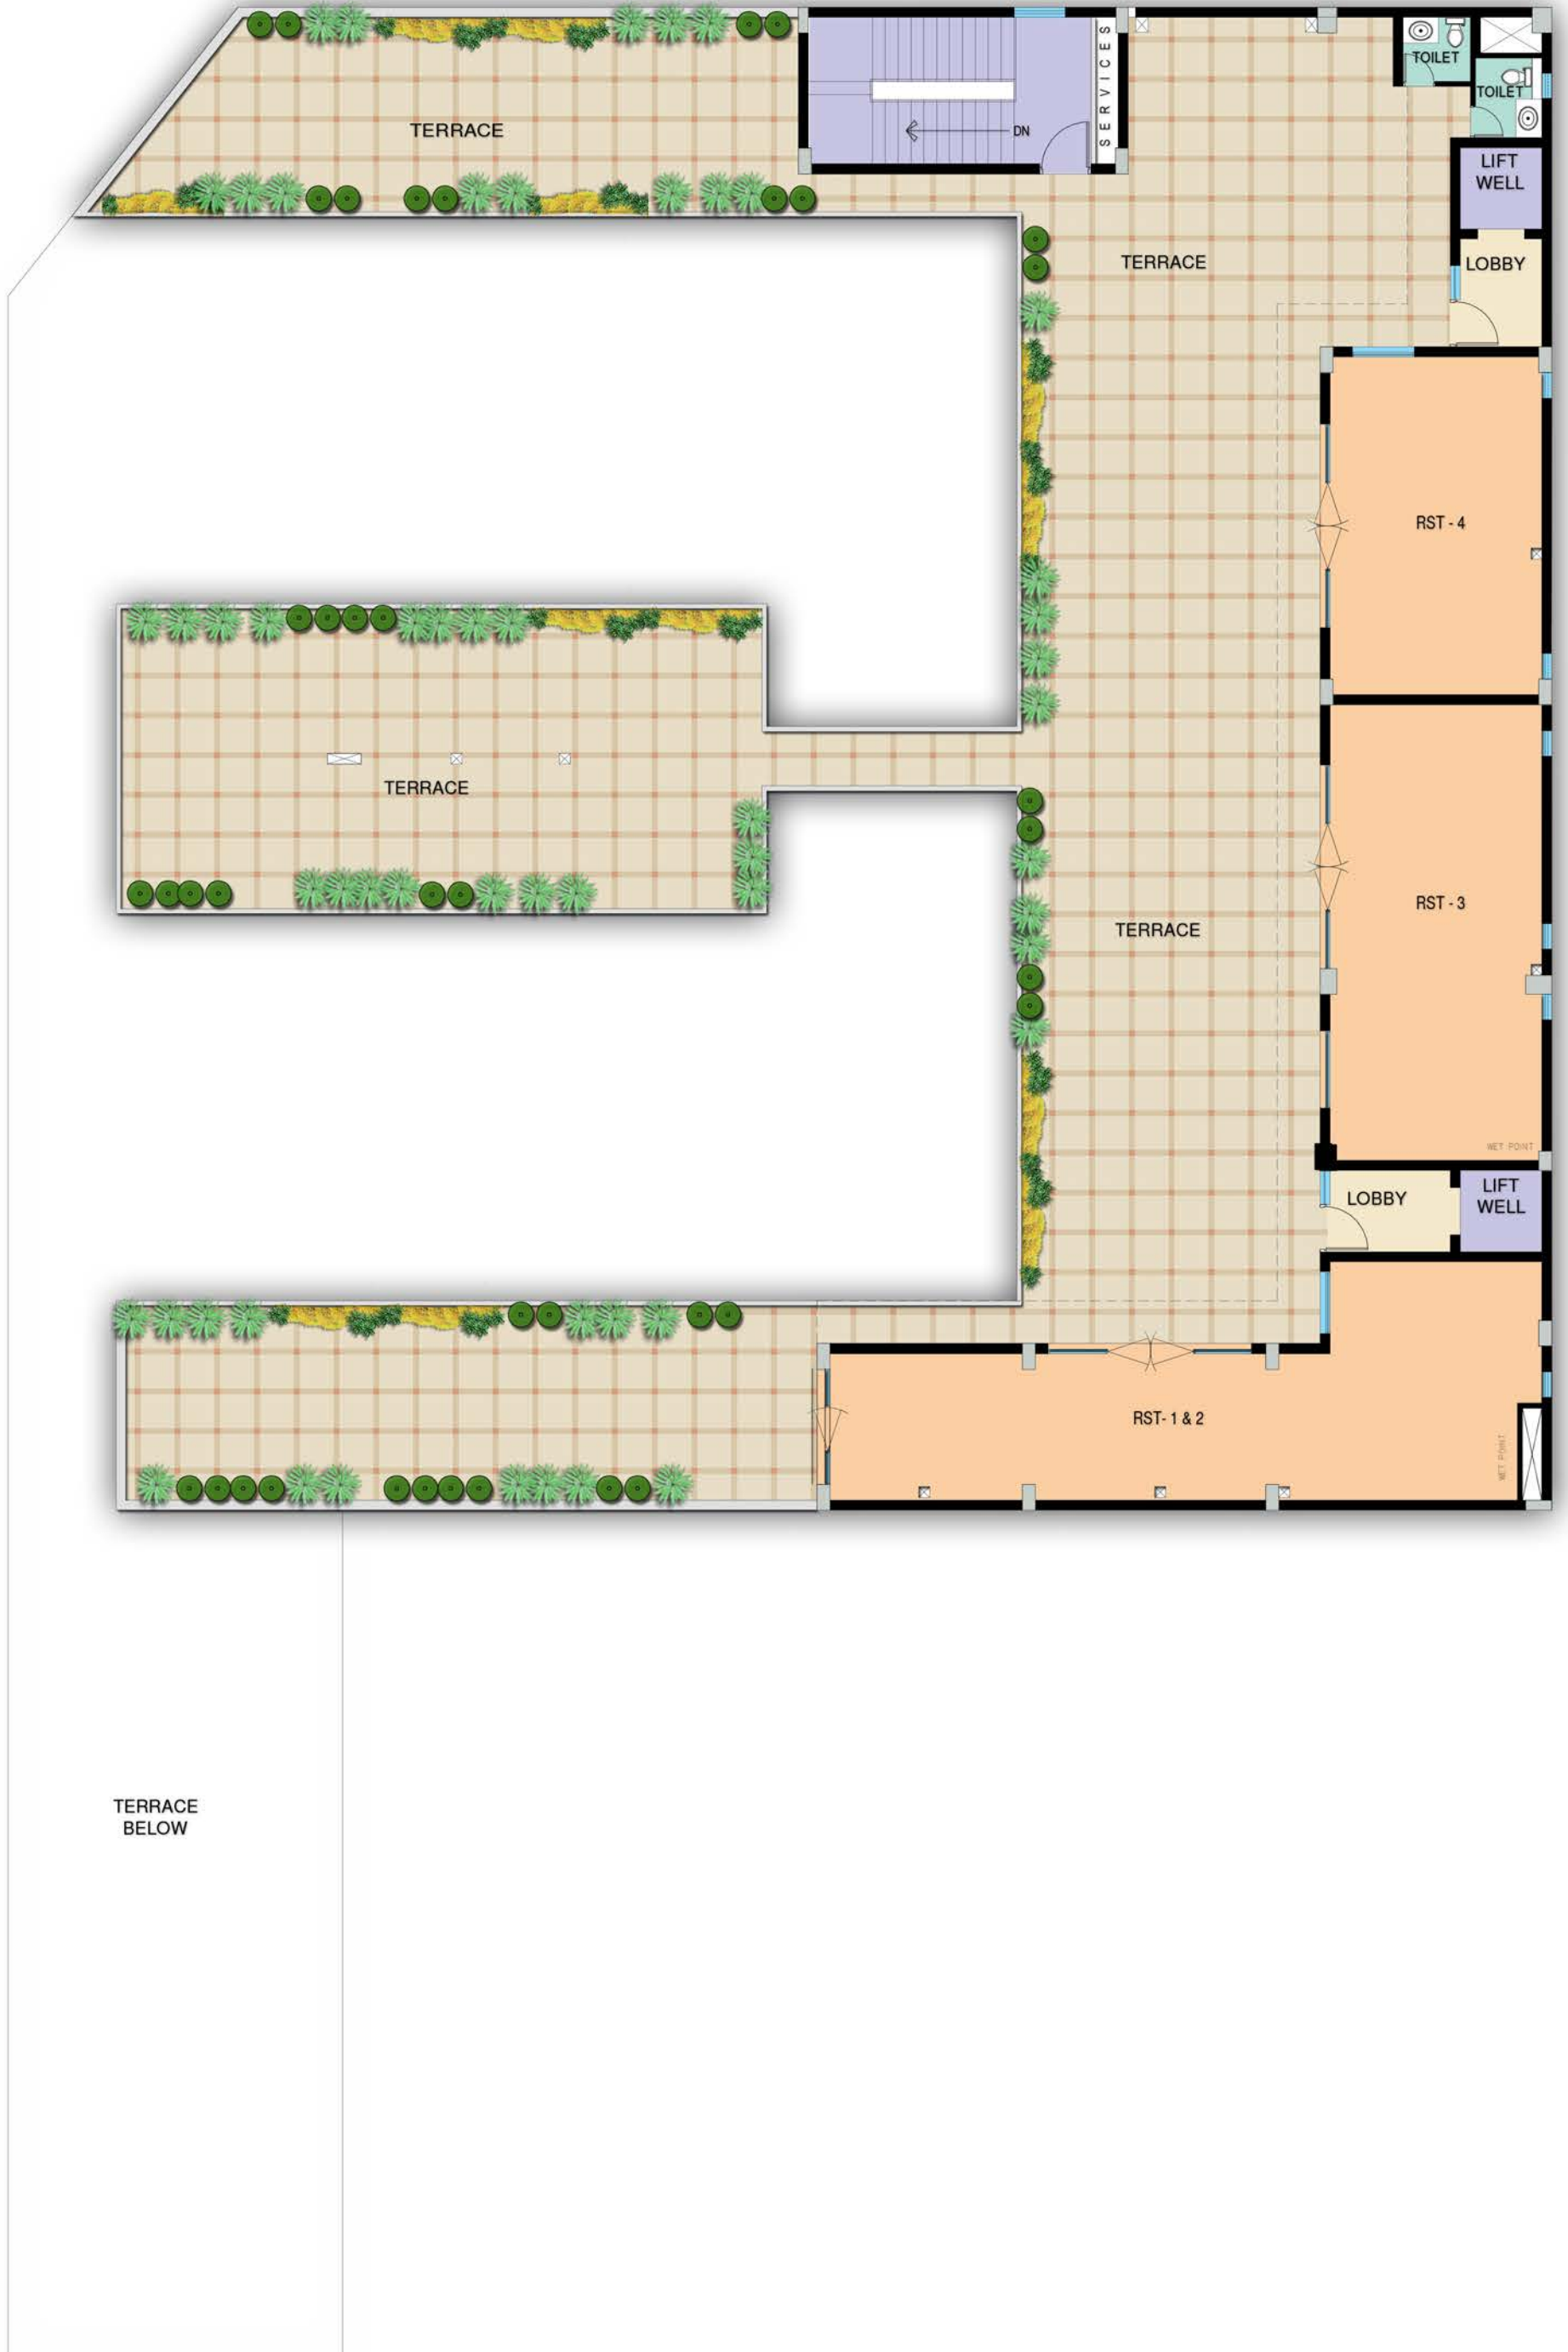 SERVICES
TOILET
TOILET
TERRACE
DN
LIFT
WELL
TERRACE
LOBBY
RST - 4
TERRACE
RST - 3
TERRACE
WET POINT
LOBBY
LIFT
WELL
RST- 1 & 2
WET POINT
TERRACE
BELOW